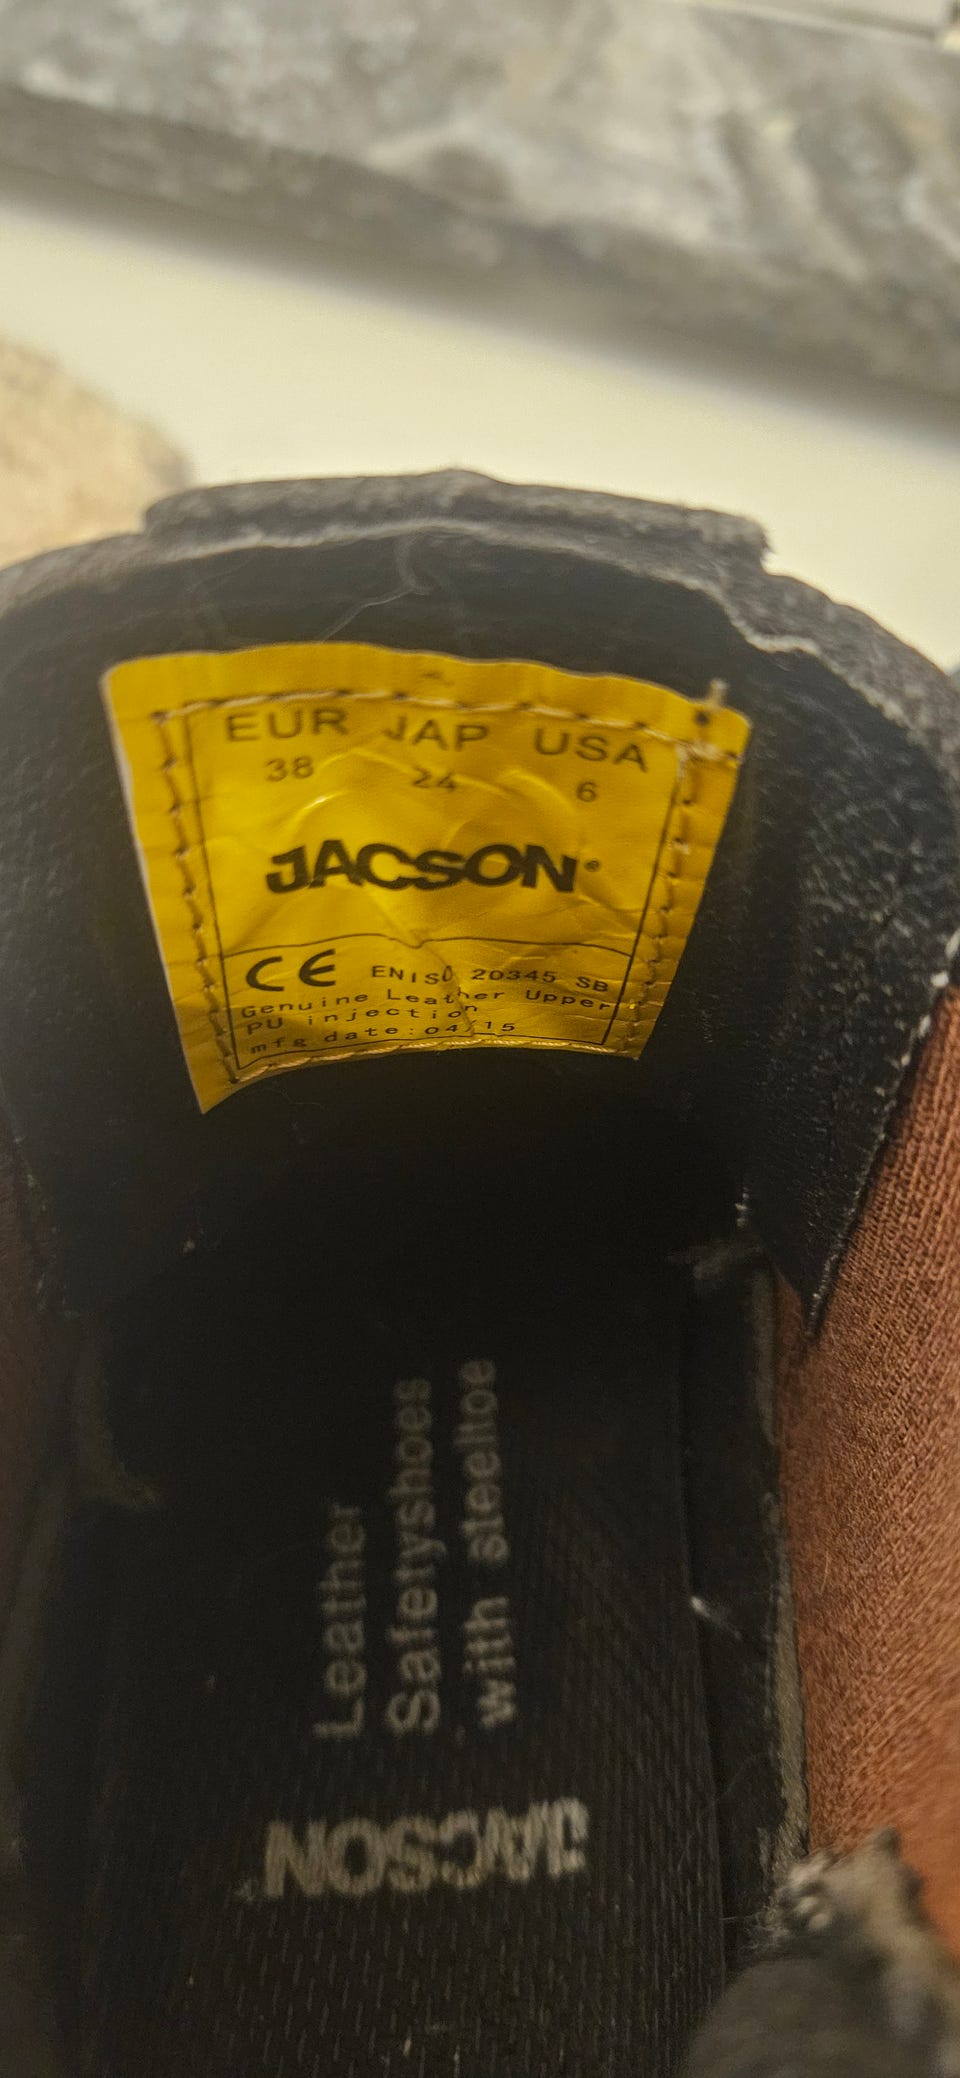 EUR JAP USA
38 24 6
JACSON®
CE EN ISO 20345 SB
Genuine Leather Upper
PU injection
mfg date:04/15
Leather
Safetyshoes
with steeltoe
JACSON